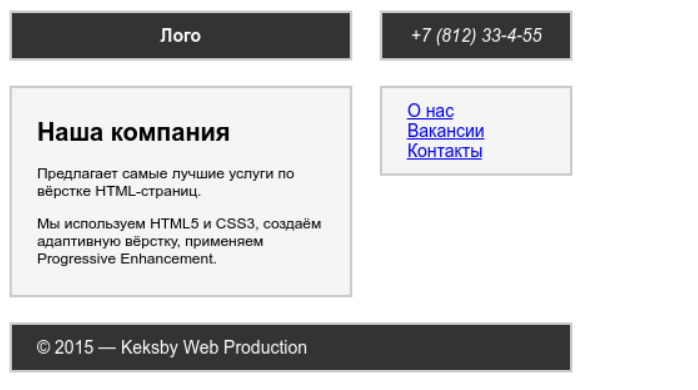 Лого
+7 (812) 33-4-55
Наша компания
Предлагает самые лучшие услуги по
вёрстке HTML-страниц.
Мы используем HTML5 и CSS3, создаём
адаптивную вёрстку, применяем
Progressive Enhancement.
О нас
Вакансии
Контакты
© 2015 — Keksby Web Production